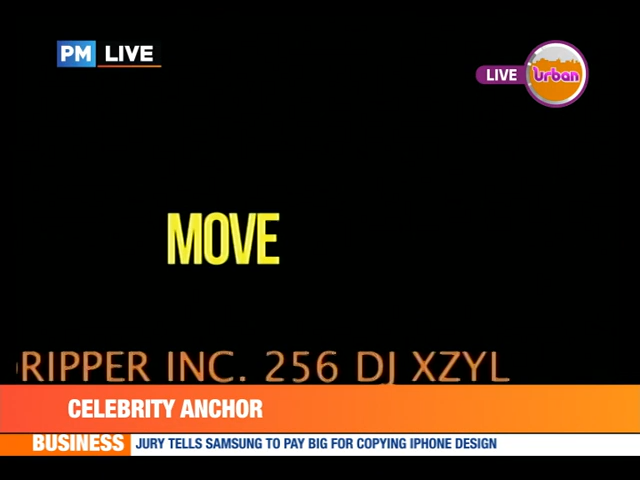 PM LIVE
LIVE Urban
MOVE
RIPPER INC. 256 DJ XZYL
CELEBRITY ANCHOR
BUSINESS JURY TELLS SAMSUNG TO PAY BIG FOR COPYING IPHONE DESIGN